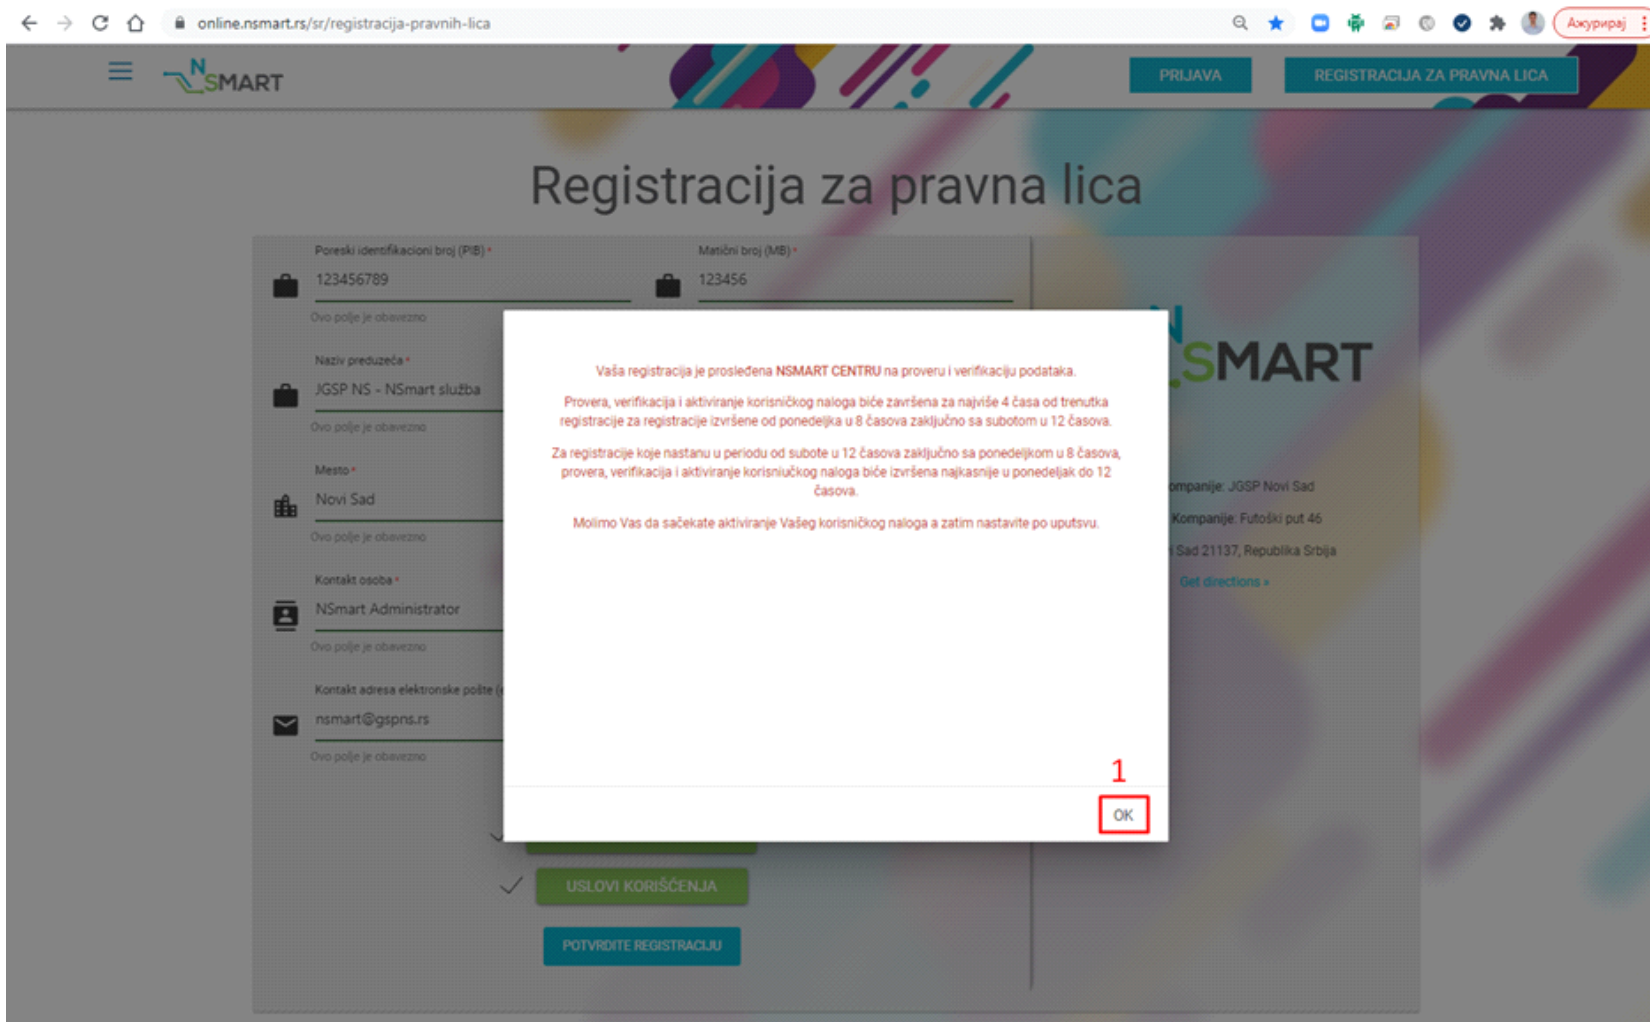 online.nsmart.rs/sr/registracija-pravnih-lica
Ажурирај
NSMART
PRIJAVA
REGISTRACIJA ZA PRAVNA LICA
Registracija za pravna lica
Poreski identifikacioni broj (PIB) *
Matični broj (MB) *
123456789
123456
Ovo polje je obavezno
Naziv preduzeća *
JGSP NS - NSmart služba
Ovo polje je obavezno
Mesto *
Novi Sad
Ovo polje je obavezno
Kontakt osoba *
NSmart Administrator
Ovo polje je obavezno
Kontakt adresa elektronske pošte (
nsmart@gspns.rs
Ovo polje je obavezno
Vaša registracija je prosleđena NSMART CENTRU na proveru i verifikaciju podataka.
Provera, verifikacija i aktiviranje korisničkog naloga biće završena za najviše 4 časa od trenutka
registracije za registracije izvršene od ponedeljka u 8 časova zaključno sa subotom u 12 časova.
Za registracije koje nastanu u periodu od subote u 12 časova zaključno sa ponedeljkom u 8 časova,
provera, verifikacija i aktiviranje korisniučkog naloga biće izvršena najkasnije u ponedeljak do 12
časova.
Molimo Vas da sačekate aktiviranje Vašeg korisničkog naloga a zatim nastavite po uputsvu.
1
OK
NSMART
ompanije: JGSP Novi Sad
Kompanije: Futoški put 46
i Sad 21137, Republika Srbija
Get directions »
USLOVI KORIŠĆENJA
POTVRDITE REGISTRACIJU